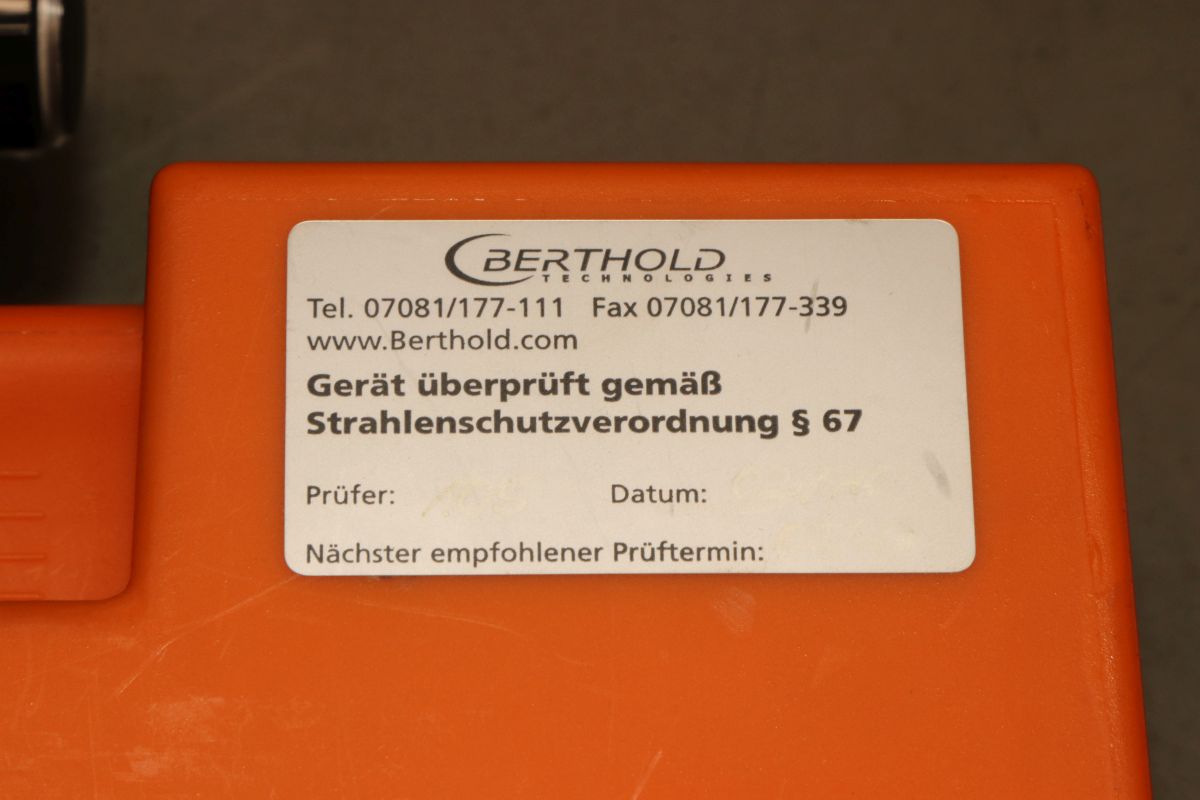 BERTHOLD
TECHNOLOGIES
Tel. 07081/177-111 Fax 07081/177-339
www.Berthold.com
Gerät überprüft gemäß
Strahlenschutzverordnung § 67
Prüfer: Datum:
Nächster empfohlener Prüftermin: